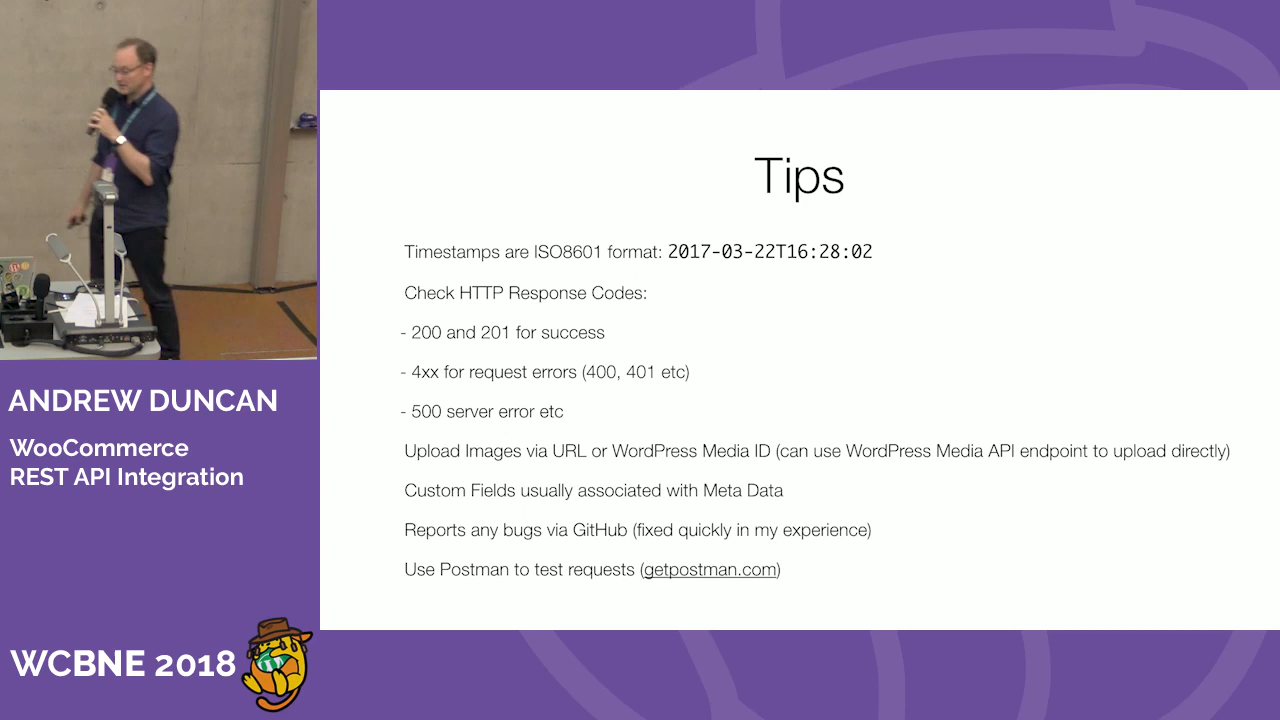 ANDREW DUNCAN
WooCommerce
REST API Integration
WCBNE 2018
Tips
Timestamps are ISO8601 format: 2017-03-22T16:28:02
Check HTTP Response Codes:
- 200 and 201 for success
- 4xx for request errors (400, 401 etc)
- 500 server error etc
Upload Images via URL or WordPress Media ID (can use WordPress Media API endpoint to upload directly)
Custom Fields usually associated with Meta Data
Reports any bugs via GitHub (fixed quickly in my experience)
Use Postman to test requests (getpostman.com)